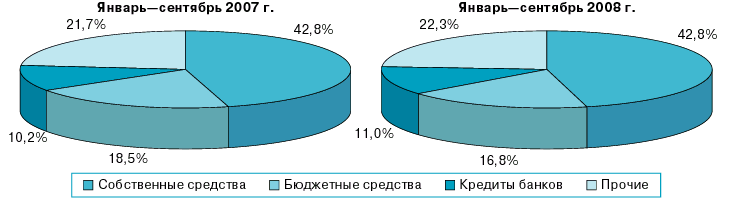 Январь—сентябрь 2007 г.
21,7%
42,8%
10,2%
18,5%
Январь—сентябрь 2008 г.
22,3%
42,8%
11,0%
16,8%
Собственные средства
Бюджетные средства
Кредиты банков
Прочие